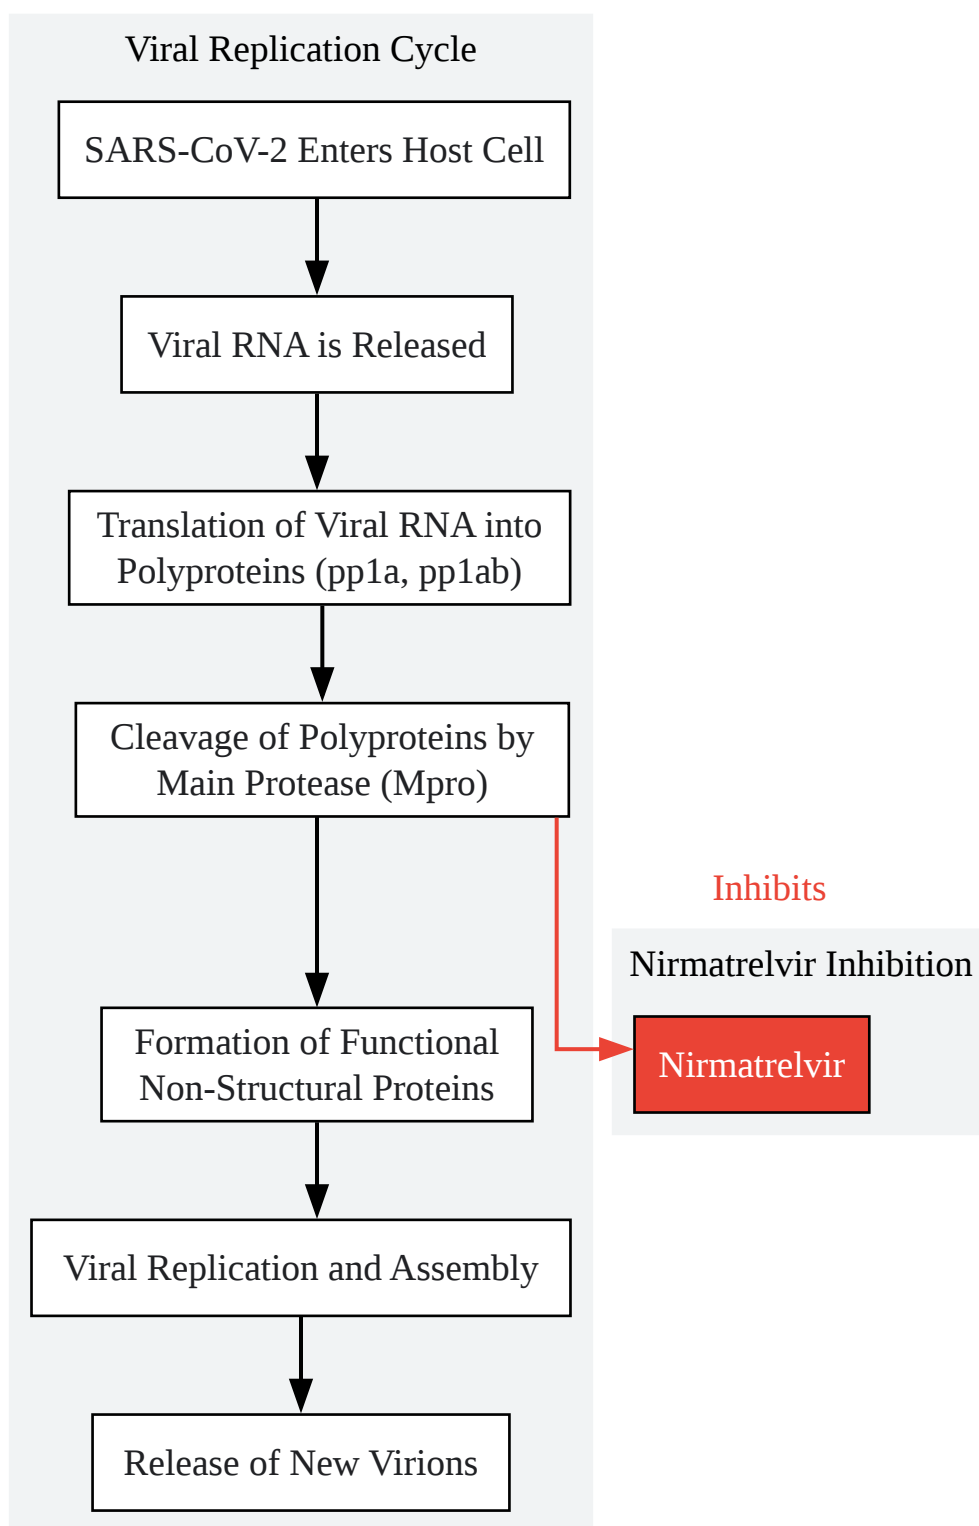 Viral Replication Cycle
SARS-CoV-2 Enters Host Cell
Viral RNA is Released
Translation of Viral RNA into
Polyproteins (pp1a, pp1ab)
Cleavage of Polyproteins by
Main Protease (Mpro)
Inhibits
Nirmatrelvir Inhibition
Nirmatrelvir
Formation of Functional
Non-Structural Proteins
Viral Replication and Assembly
Release of New Virions